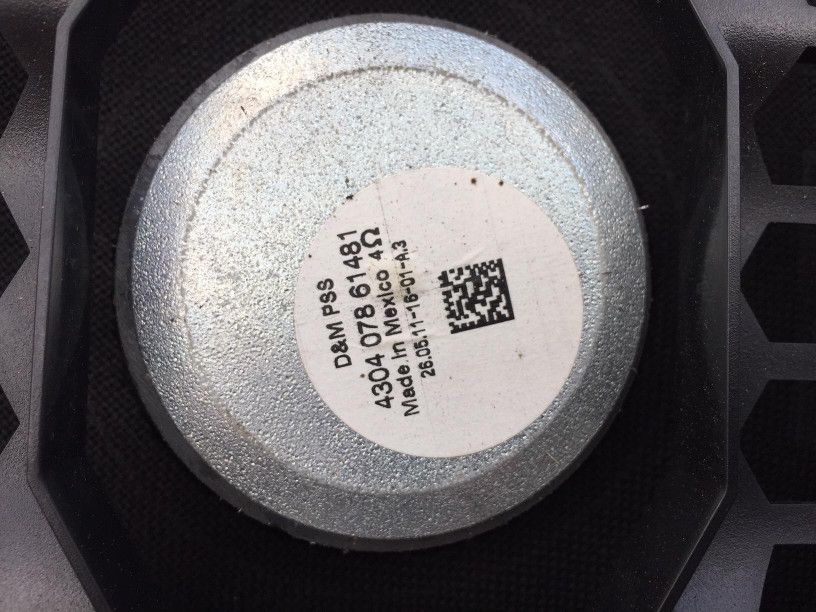 D&M PSS
4304 078 61481
Made in Mexico 4Ω
26.05.11-16-01-A.3